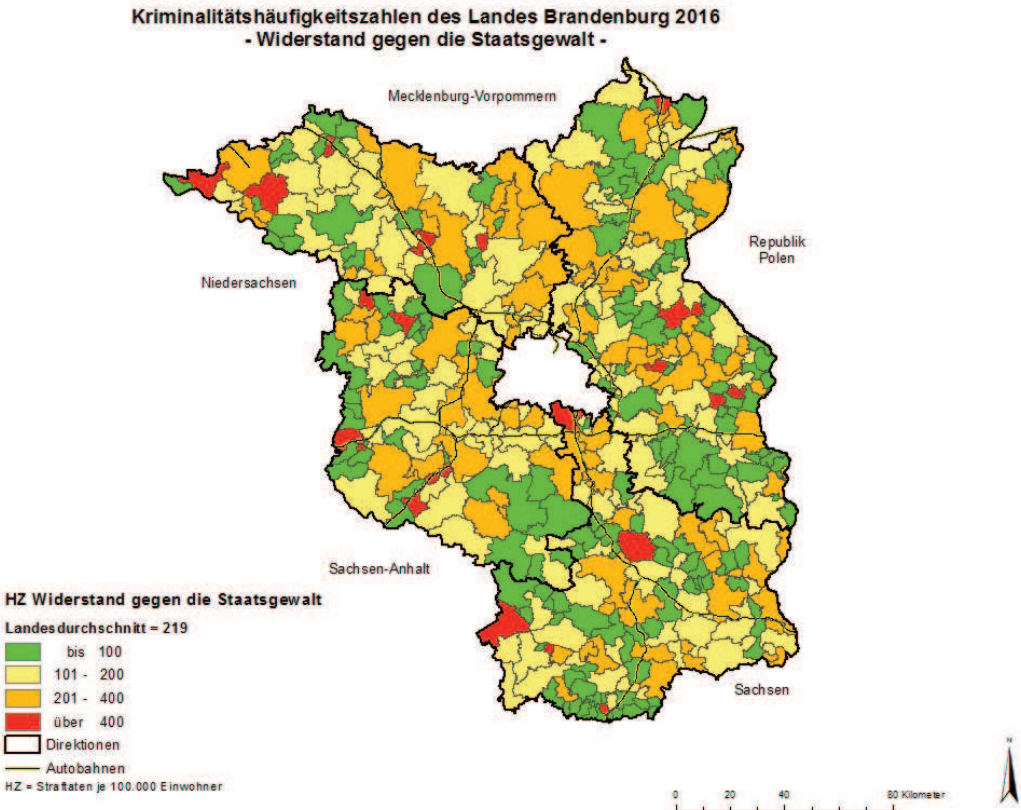 Kriminalitätshäufigkeitszahlen des Landes Brandenburg 2016
- Widerstand gegen die Staatsgewalt -
Mecklenburg-Vorpommern
Republik
Polen
Niedersachsen
Sachsen-Anhalt
Sachsen
HZ Widerstand gegen die Staatsgewalt
Landesdurchschnitt = 219
bis 100
101 - 200
201 - 400
über 400
Direktionen
Autobahnen
HZ = Straftaten je 100.000 Einwohner
N
0 20 40 80 Kilometer